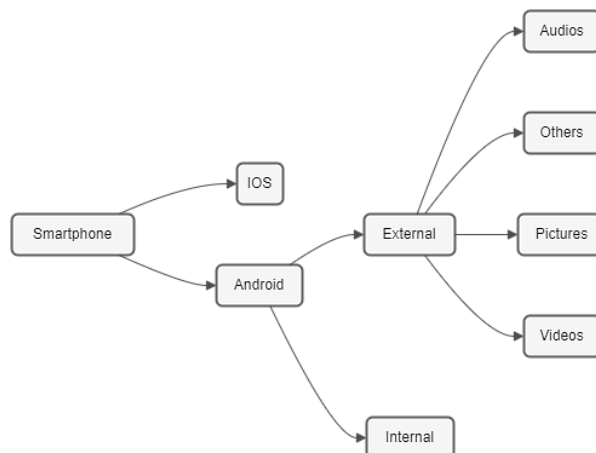 Audios
Others
IOS
Smartphone
External
Pictures
Android
Videos
Internal